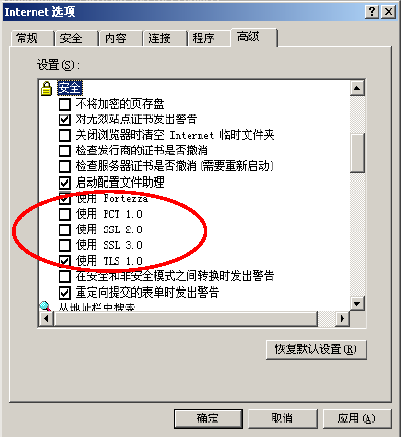 Internet 选项
常规 安全 内容 连接 程序 高级
设置(S):
安全
不将加密的页存盘
对无效站点证书发出警告
关闭浏览器时清空 Internet 临时文件夹
检查发行商的证书是否撤消
检查服务器证书是否撤消(需要重新启动)
启动配置文件助理
使用 Fortezza
使用 PCT 1.0
使用 SSL 2.0
使用 SSL 3.0
使用 TLS 1.0
在安全和非安全模式之间转换时发出警告
重定向提交的表单时发出警告
从地址栏中搜索
恢复默认设置(R)
确定 取消 应用(A)